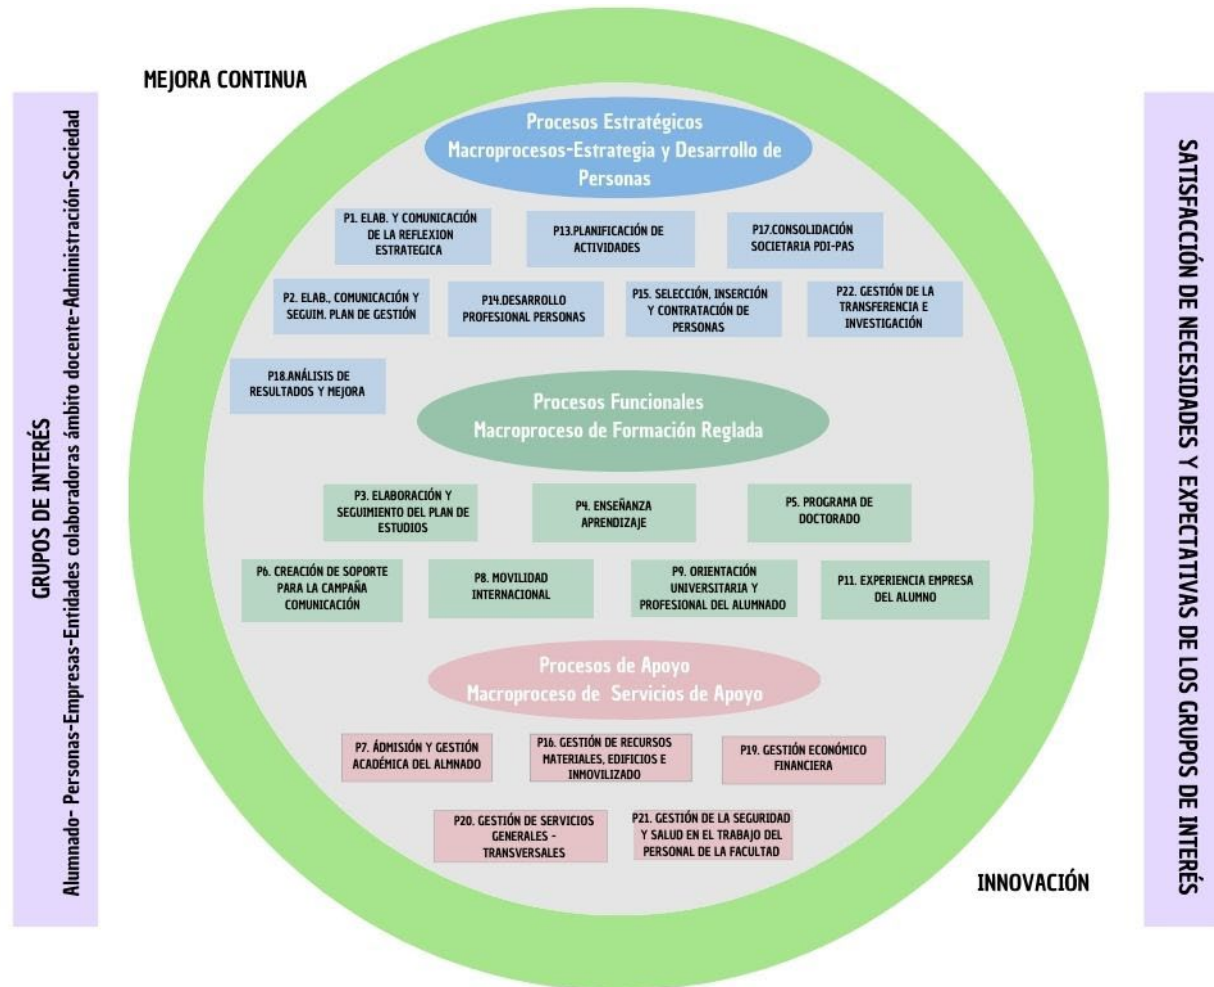 MEJORA CONTINUA
GRUPOS DE INTERÉS
Alumnado- Personas-Empresas-Entidades colaboradoras ámbito docente-Administración-Sociedad
Procesos Estratégicos
Macroprocesos-Estrategia y Desarrollo de
Personas
P1. ELAB. Y COMUNICACIÓN
DE LA REFLEXION
ESTRATEGICA
P13.PLANIFICACIÓN DE
ACTIVIDADES
P17.CONSOLIDACIÓN
SOCIETARIA PDI-PAS
P2. ELAB., COMUNICACIÓN Y
SEGUIM. PLAN DE GESTIÓN
P14.DESARROLLO
PROFESIONAL PERSONAS
P15. SELECCIÓN, INSERCIÓN
Y CONTRATACIÓN DE
PERSONAS
P22. GESTIÓN DE LA
TRANSFERENCIA E
INVESTIGACIÓN
P18.ANÁLISIS DE
RESULTADOS Y MEJORA
Procesos Funcionales
Macroproceso de Formación Reglada
P3. ELABORACIÓN Y
SEGUIMIENTO DEL PLAN DE
ESTUDIOS
P4. ENSEÑANZA
APRENDIZAJE
P5. PROGRAMA DE
DOCTORADO
P6. CREACIÓN DE SOPORTE
PARA LA CAMPAÑA
COMUNICACIÓN
P8. MOVILIDAD
INTERNACIONAL
P9. ORIENTACIÓN
UNIVERSITARIA Y
PROFESIONAL DEL ALUMNADO
P11. EXPERIENCIA EMPRESA
DEL ALUMNO
Procesos de Apoyo
Macroproceso de Servicios de Apoyo
P7. ÁDMISIÓN Y GESTIÓN
ACADÉMICA DEL ALMNADO
P16. GESTIÓN DE RECURSOS
MATERIALES, EDIFICIOS E
INMOVILIZADO
P19. GESTIÓN ECONÓMICO
FINANCIERA
P20. GESTIÓN DE SERVICIOS
GENERALES -
TRANSVERSALES
P21. GESTIÓN DE LA SEGURIDAD
Y SALUD EN EL TRABAJO DEL
PERSONAL DE LA FACULTAD
INNOVACIÓN
SATISFACCIÓN DE NECESIDADES Y EXPECTATIVAS DE LOS GRUPOS DE INTERÉS